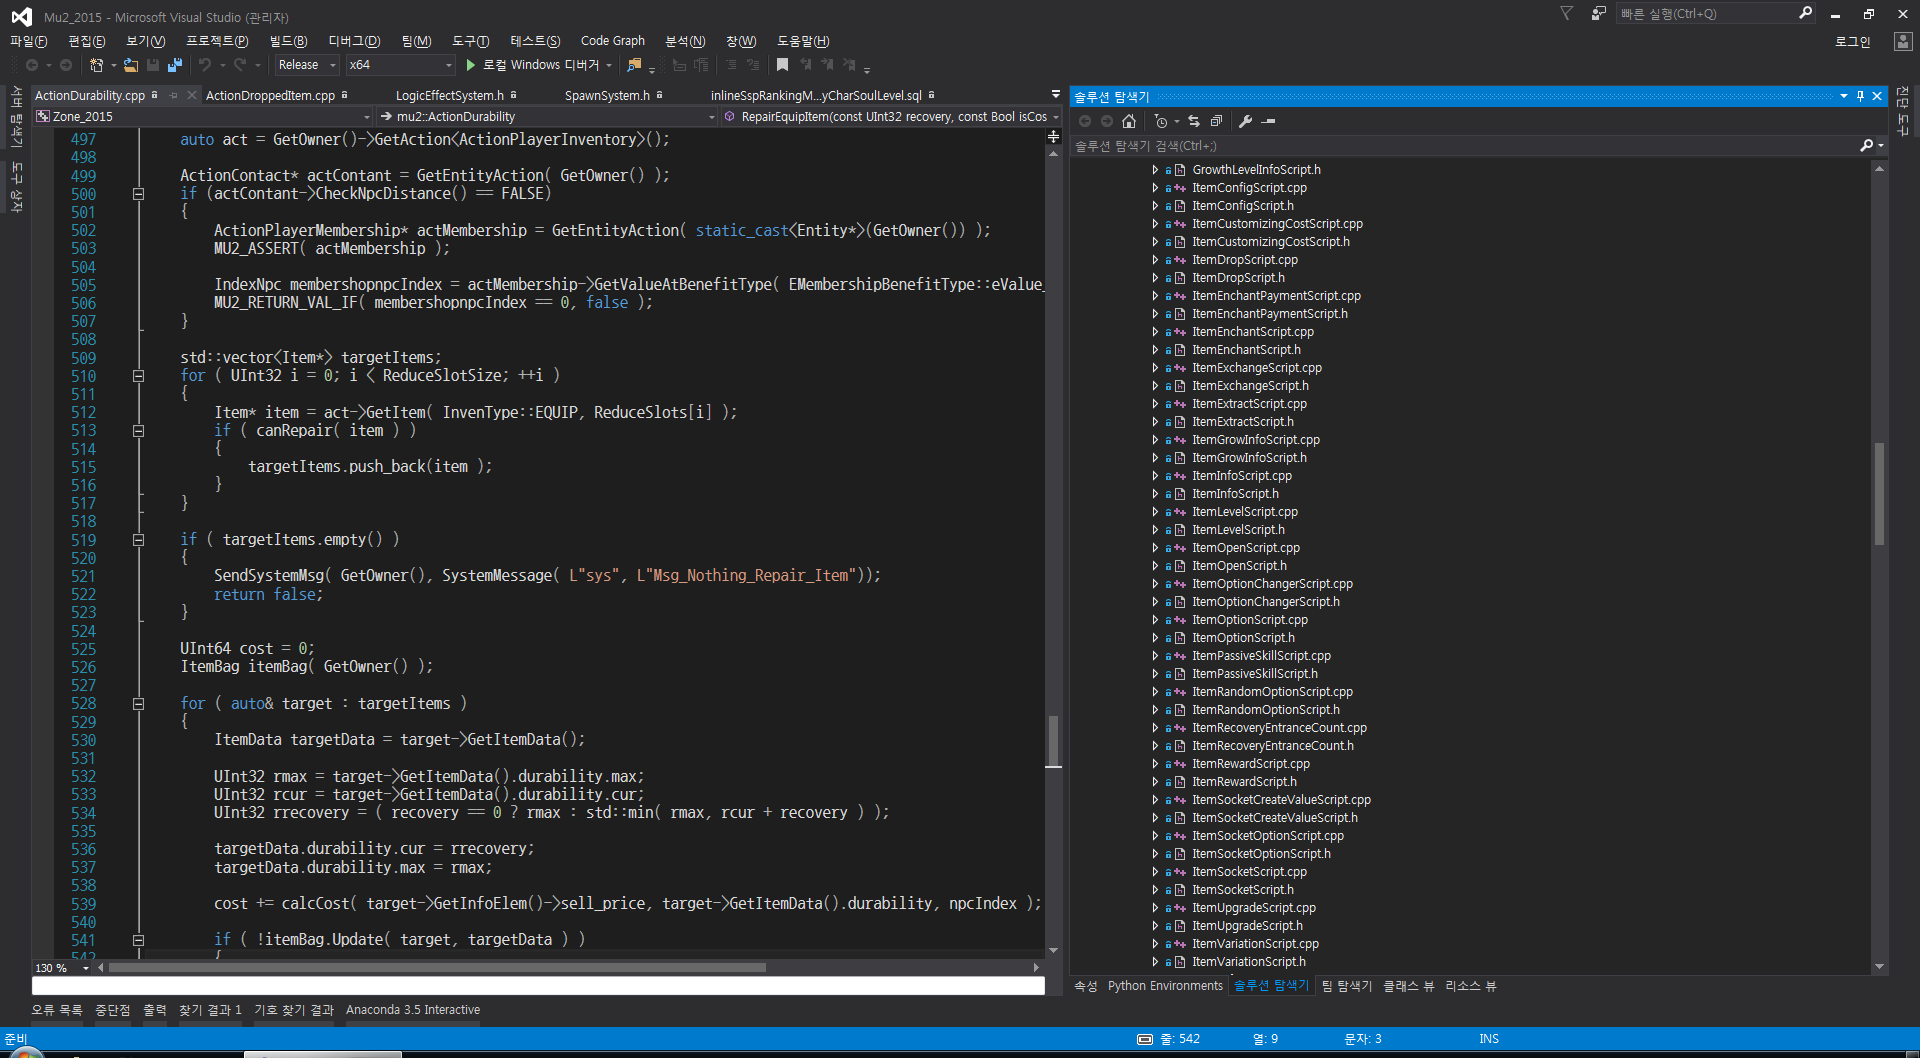 Mu2_2015 - Microsoft Visual Studio (관리자)
빠른 실행(Ctrl+Q)
파일(F) 편집(E) 보기(V) 프로젝트(P) 빌드(B) 디버그(D) 팀(M) 도구(T) 테스트(S) Code Graph 분석(N) 창(W) 도움말(H)
로그인
Release x64 로컬 Windows 디버거
서버 탐색기
도구 상자
ActionDurability.cpp ActionDroppedItem.cpp LogicEffectSystem.h SpawnSystem.h inlineSspRankingM...yCharSoulLevel.sql
Zone_2015 mu2::ActionDurability RepairEquipItem(const UInt32 recovery, const Bool isCos
497 auto act = GetOwner()->GetAction<ActionPlayerInventory>();
498
499 ActionContact* actContant = GetEntityAction( GetOwner() );
500 if (actContant->CheckNpcDistance() == FALSE)
501 {
502 ActionPlayerMembership* actMembership = GetEntityAction( static_cast<Entity*>(GetOwner()) );
503 MU2_ASSERT( actMembership );
504
505 IndexNpc membershopnpcIndex = actMembership->GetValueAtBenefitType( EMembershipBenefitType::eValue_
506 MU2_RETURN_VAL_IF( membershopnpcIndex == 0, false );
507 }
508
509 std::vector<Item*> targetItems;
510 for ( UInt32 i = 0; i < ReduceSlotSize; ++i )
511 {
512 Item* item = act->GetItem( InvenType::EQUIP, ReduceSlots[i] );
513 if ( canRepair( item ) )
514 {
515 targetItems.push_back(item );
516 }
517 }
518
519 if ( targetItems.empty() )
520 {
521 SendSystemMsg( GetOwner(), SystemMessage( L"sys", L"Msg_Nothing_Repair_Item"));
522 return false;
523 }
524
525 UInt64 cost = 0;
526 ItemBag itemBag( GetOwner() );
527
528 for ( auto& target : targetItems )
529 {
530 ItemData targetData = target->GetItemData();
531
532 UInt32 rmax = target->GetItemData().durability.max;
533 UInt32 rcur = target->GetItemData().durability.cur;
534 UInt32 rrecovery = ( recovery == 0 ? rmax : std::min( rmax, rcur + recovery ) );
535
536 targetData.durability.cur = rrecovery;
537 targetData.durability.max = rmax;
538
539 cost += calcCost( target->GetInfoElem()->sell_price, target->GetItemData().durability, npcIndex );
540
541 if ( !itemBag.Update( target, targetData ) )
542 {
130 %
솔루션 탐색기
솔루션 탐색기 검색(Ctrl+;)
GrowthLevelInfoScript.h
ItemConfigScript.cpp
ItemConfigScript.h
ItemCustomizingCostScript.cpp
ItemCustomizingCostScript.h
ItemDropScript.cpp
ItemDropScript.h
ItemEnchantPaymentScript.cpp
ItemEnchantPaymentScript.h
ItemEnchantScript.cpp
ItemEnchantScript.h
ItemExchangeScript.cpp
ItemExchangeScript.h
ItemExtractScript.cpp
ItemExtractScript.h
ItemGrowInfoScript.cpp
ItemGrowInfoScript.h
ItemInfoScript.cpp
ItemInfoScript.h
ItemLevelScript.cpp
ItemLevelScript.h
ItemOpenScript.cpp
ItemOpenScript.h
ItemOptionChangerScript.cpp
ItemOptionChangerScript.h
ItemOptionScript.cpp
ItemOptionScript.h
ItemPassiveSkillScript.cpp
ItemPassiveSkillScript.h
ItemRandomOptionScript.cpp
ItemRandomOptionScript.h
ItemRecoveryEntranceCount.cpp
ItemRecoveryEntranceCount.h
ItemRewardScript.cpp
ItemRewardScript.h
ItemSocketCreateValueScript.cpp
ItemSocketCreateValueScript.h
ItemSocketOptionScript.cpp
ItemSocketOptionScript.h
ItemSocketScript.cpp
ItemSocketScript.h
ItemUpgradeScript.cpp
ItemUpgradeScript.h
ItemVariationScript.cpp
ItemVariationScript.h
진단 도구
속성 Python Environments 솔루션 탐색기 팀 탐색기 클래스 뷰 리소스 뷰
오류 목록 중단점 출력 찾기 결과 1 기호 찾기 결과 Anaconda 3.5 Interactive
준비 줄: 542 열: 9 문자: 3 INS